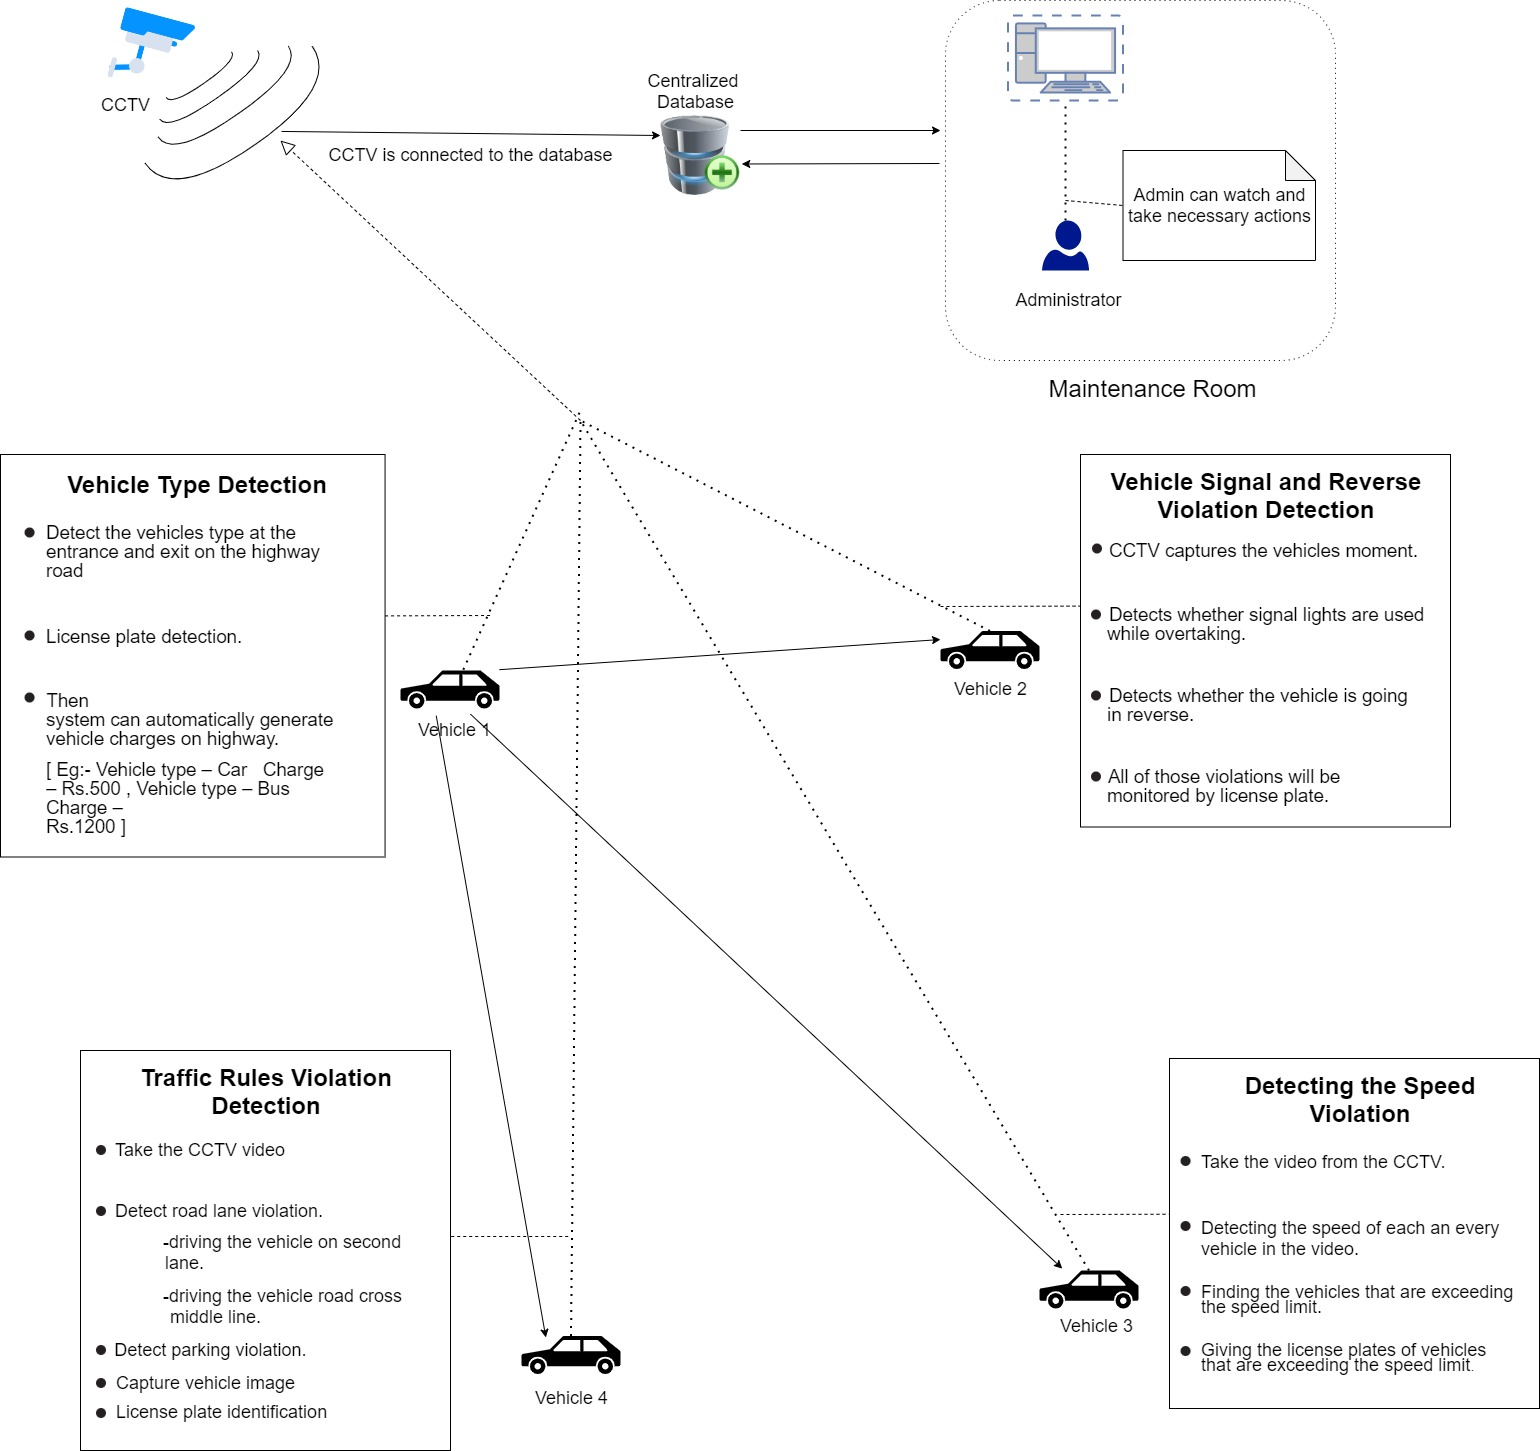 CCTV
CCTV is connected to the database
Centralized
Database
Admin can watch and
take necessary actions
Administrator
Maintenance Room
Vehicle Type Detection
Detect the vehicles type at the
entrance and exit on the highway
road
License plate detection.
Then
system can automatically generate
vehicle charges on highway.
[ Eg:- Vehicle type – Car Charge
– Rs.500 , Vehicle type – Bus
Charge –
Rs.1200 ]
Vehicle 1
Vehicle 2
Vehicle Signal and Reverse
Violation Detection
CCTV captures the vehicles moment.
Detects whether signal lights are used
while overtaking.
Detects whether the vehicle is going
in reverse.
All of those violations will be
monitored by license plate.
Traffic Rules Violation
Detection
Take the CCTV video
Detect road lane violation.
-driving the vehicle on second
lane.
-driving the vehicle road cross
middle line.
Detect parking violation.
Capture vehicle image
License plate identification
Vehicle 4
Vehicle 3
Detecting the Speed
Violation
Take the video from the CCTV.
Detecting the speed of each an every
vehicle in the video.
Finding the vehicles that are exceeding
the speed limit.
Giving the license plates of vehicles
that are exceeding the speed limit.